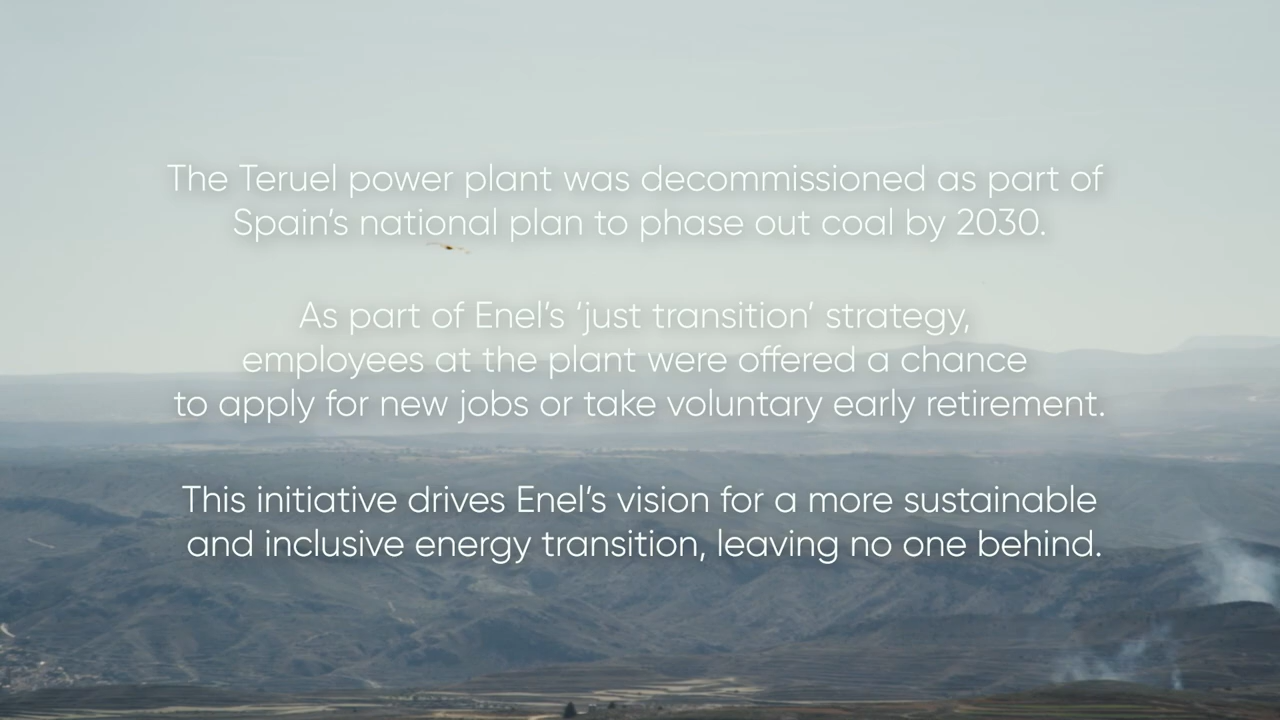 The Teruel power plant was decommissioned as part of
Spain’s national plan to phase out coal by 2030.
As part of Enel’s ‘just transition’ strategy,
employees at the plant were offered a chance
to apply for new jobs or take voluntary early retirement.
This initiative drives Enel’s vision for a more sustainable
and inclusive energy transition, leaving no one behind.